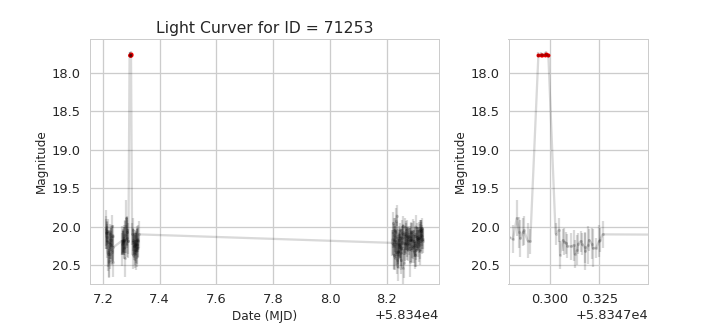 Light Curver for ID = 71253
Magnitude
18.0
18.5
19.0
19.5
20.0
20.5
7.2 7.4 7.6 7.8 8.0 8.2
Date (MJD)
+5.834e4
Magnitude
18.0
18.5
19.0
19.5
20.0
20.5
0.300 0.325
+5.8347e4